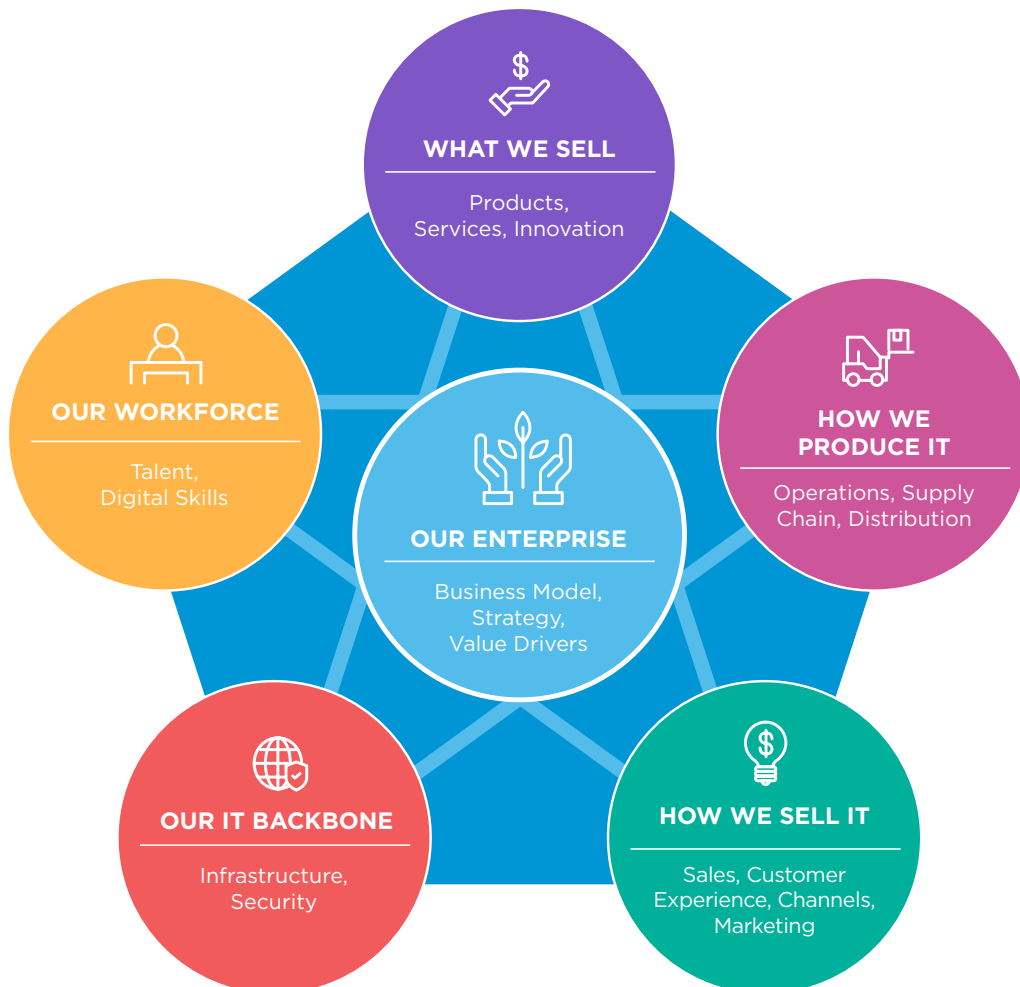 WHAT WE SELL
Products,
Services, Innovation
OUR WORKFORCE
Talent,
Digital Skills
HOW WE
PRODUCE IT
Operations, Supply
Chain, Distribution
OUR ENTERPRISE
Business Model,
Strategy,
Value Drivers
OUR IT BACKBONE
Infrastructure,
Security
HOW WE SELL IT
Sales, Customer
Experience, Channels,
Marketing